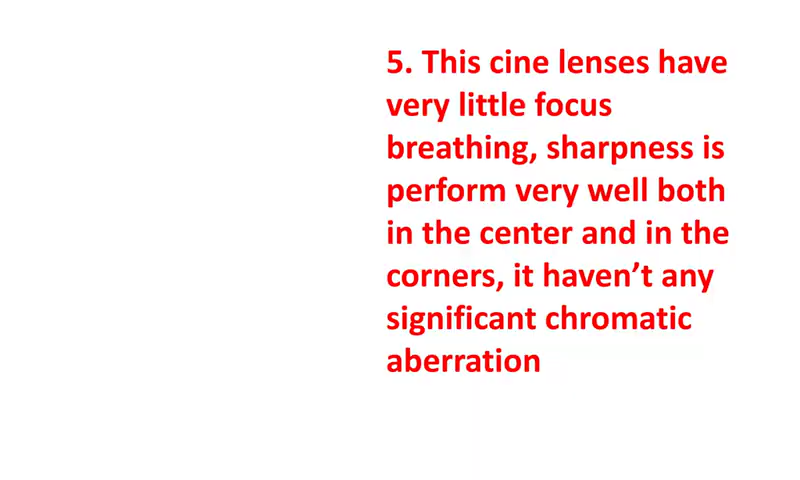 5. This cine lenses have
very little focus
breathing, sharpness is
perform very well both
in the center and in the
corners, it haven’t any
significant chromatic
aberration